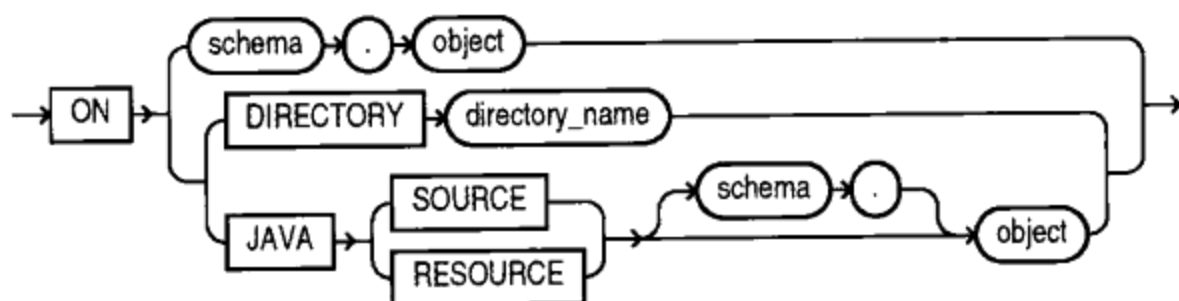 schema . object
ON
DIRECTORY directory_name
schema .
SOURCE
JAVA
object
RESOURCE